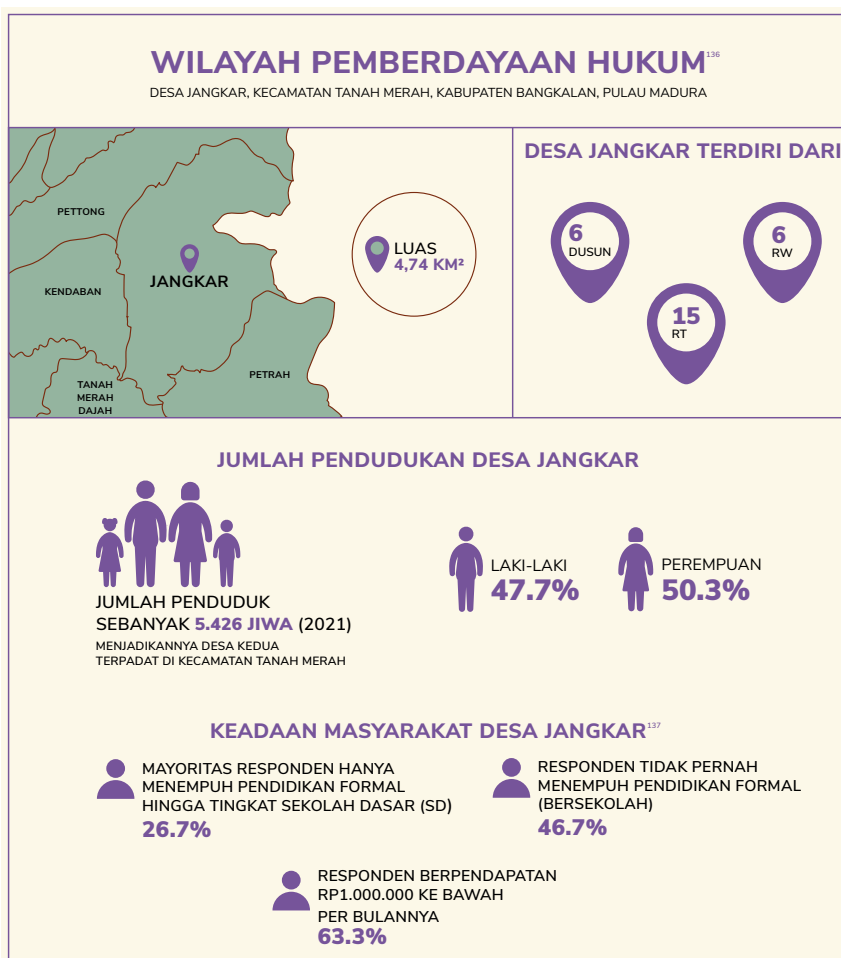 WILAYAH PEMBERDAYAAN HUKUM136
DESA JANGKAR, KECAMATAN TANAH MERAH, KABUPATEN BANGKALAN, PULAU MADURA
PETTONG
KENDABAN
JANGKAR
PETRAH
TANAH
MERAH
DAJAH
LUAS
4,74 KM²
DESA JANGKAR TERDIRI DARI
6
DUSUN
6
RW
15
RT
JUMLAH PENDUDUKAN DESA JANGKAR
JUMLAH PENDUDUK
SEBANYAK 5.426 JIWA (2021)
MENJADIKANNYA DESA KEDUA
TERPADAT DI KECAMATAN TANAH MERAH
LAKI-LAKI
47.7%
PEREMPUAN
50.3%
KEADAAN MASYARAKAT DESA JANGKAR137
MAYORITAS RESPONDEN HANYA
MENEMPUH PENDIDIKAN FORMAL
HINGGA TINGKAT SEKOLAH DASAR (SD)
26.7%
RESPONDEN TIDAK PERNAH
MENEMPUH PENDIDIKAN FORMAL
(BERSEKOLAH)
46.7%
RESPONDEN BERPENDAPATAN
RP1.000.000 KE BAWAH
PER BULANNYA
63.3%